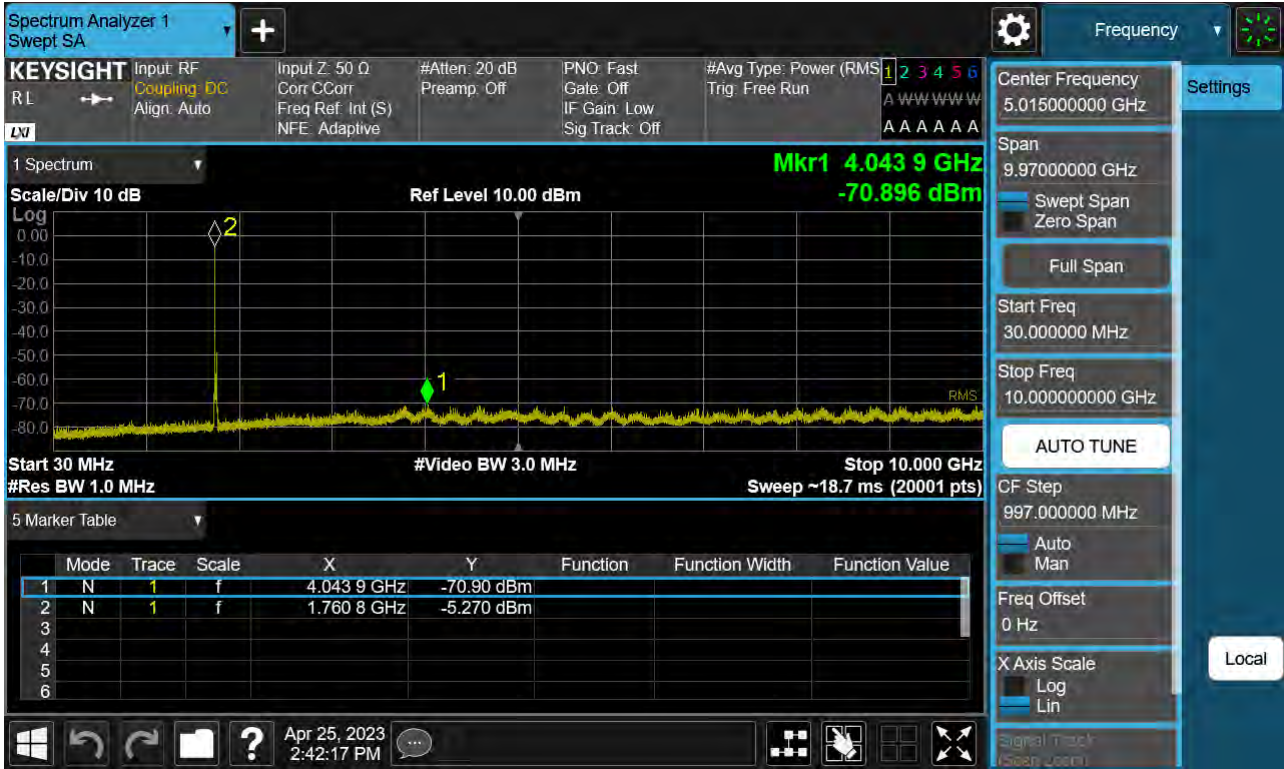 Spectrum Analyzer 1
Swept SA
+
Frequency
KEYSIGHT
RL
LXI
Input: RF
Coupling: DC
Align: Auto
Input Z: 50 Ω
Corr CCorr
Freq Ref: Int (S)
NFE: Adaptive
#Atten: 20 dB
Preamp: Off
PNO: Fast
Gate: Off
IF Gain: Low
Sig Track: Off
#Avg Type: Power (RMS
Trig: Free Run
1 2 3 4 5 6
A W W W W W
A A A A A A
1 Spectrum
Mkr1 4.043 9 GHz
-70.896 dBm
Scale/Div 10 dB
Ref Level 10.00 dBm
Log
0.00
-10.0
-20.0
-30.0
-40.0
-50.0
-60.0
-70.0
-80.0
2
1
RMS
Start 30 MHz
#Video BW 3.0 MHz
Stop 10.000 GHz
#Res BW 1.0 MHz
Sweep ~18.7 ms (20001 pts)
5 Marker Table
Mode Trace Scale X Y Function Function Width Function Value
1 N 1 f 4.043 9 GHz -70.90 dBm
2 N 1 f 1.760 8 GHz -5.270 dBm
3
4
5
6
?
Apr 25, 2023
2:42:17 PM
Center Frequency
5.015000000 GHz
Settings
Span
9.97000000 GHz
Swept Span
Zero Span
Full Span
Start Freq
30.000000 MHz
Stop Freq
10.000000000 GHz
AUTO TUNE
CF Step
997.000000 MHz
Auto
Man
Freq Offset
0 Hz
X Axis Scale
Log
Lin
Local
Signal Track
(Span Zoom)